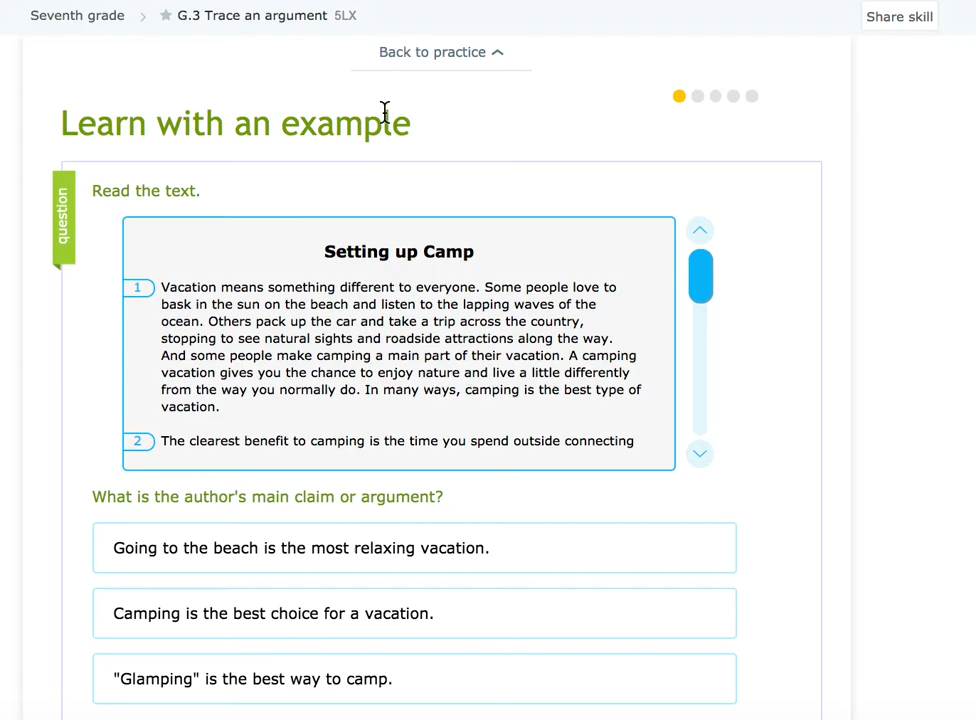 Seventh grade > G.3 Trace an argument 5LX
Share skill
Back to practice
Learn with an example
question
Read the text.
Setting up Camp
1 Vacation means something different to everyone. Some people love to
bask in the sun on the beach and listen to the lapping waves of the
ocean. Others pack up the car and take a trip across the country,
stopping to see natural sights and roadside attractions along the way.
And some people make camping a main part of their vacation. A camping
vacation gives you the chance to enjoy nature and live a little differently
from the way you normally do. In many ways, camping is the best type of
vacation.
2 The clearest benefit to camping is the time you spend outside connecting
What is the author's main claim or argument?
Going to the beach is the most relaxing vacation.
Camping is the best choice for a vacation.
"Glamping" is the best way to camp.